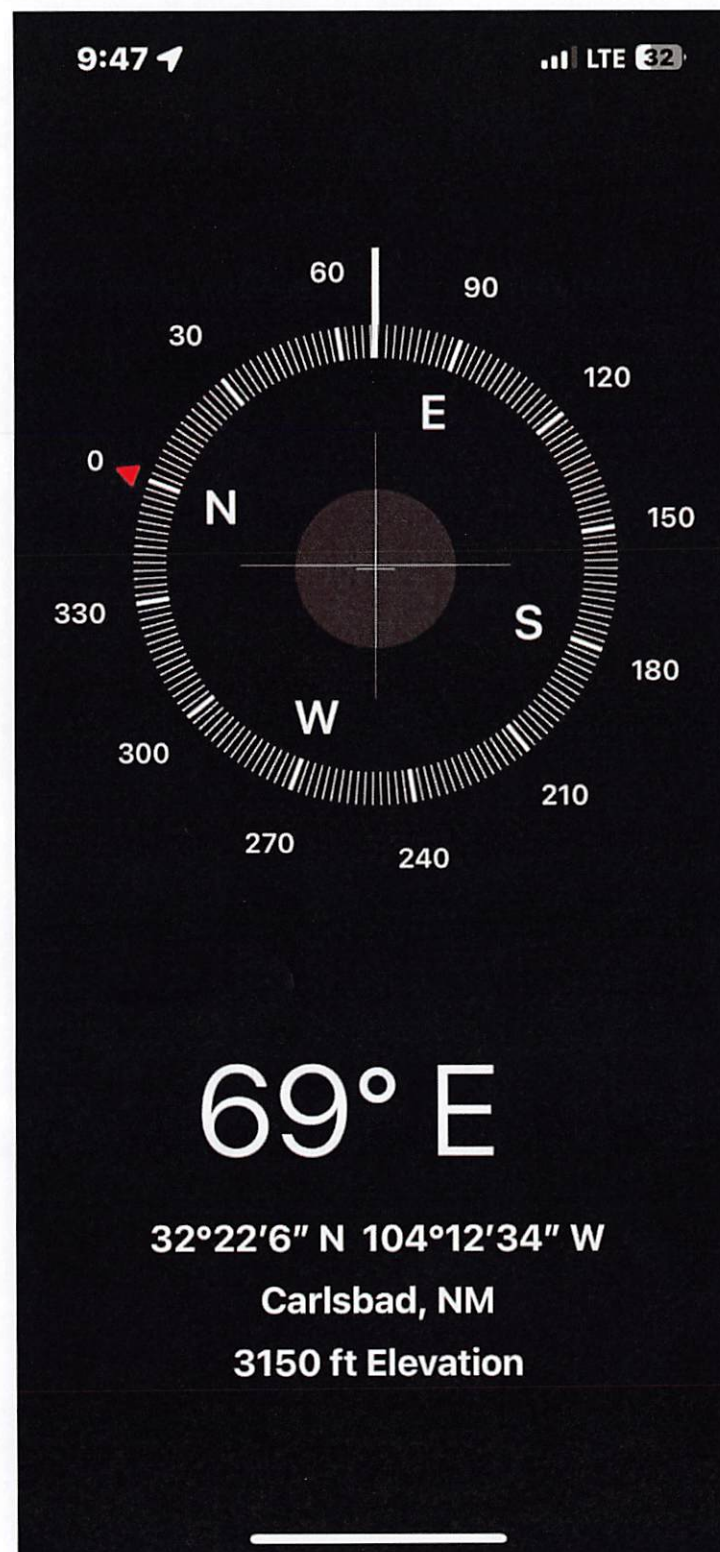 9:47 LTE 32
60 90
30 120
E
0 N 150
330 S 180
W
300 210
270 240
69° E
32°22'6" N 104°12'34" W
Carlsbad, NM
3150 ft Elevation